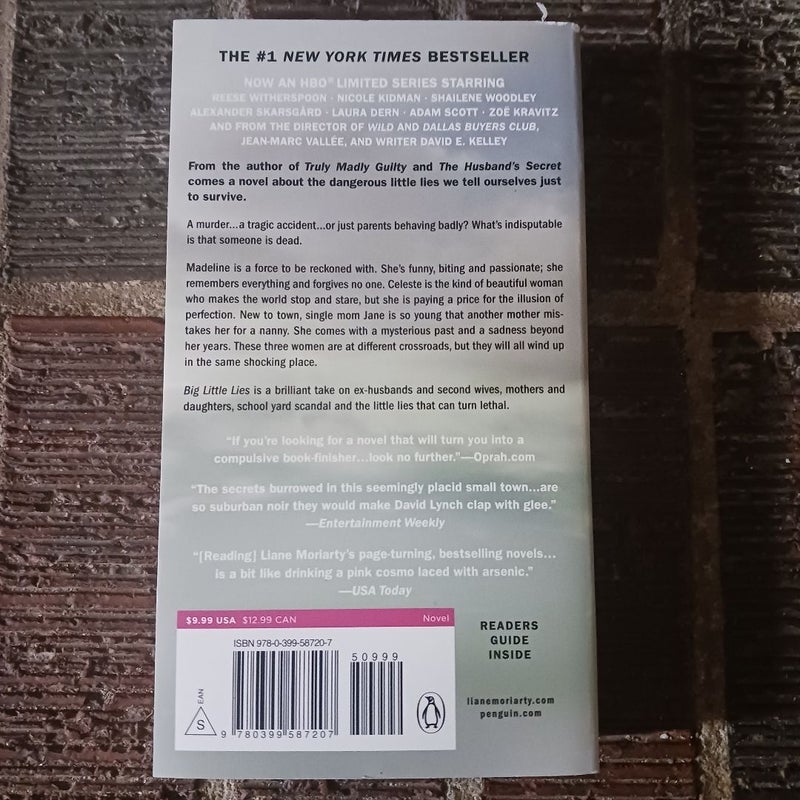 THE #1 NEW YORK TIMES BESTSELLER
NOW AN HBO® LIMITED SERIES STARRING
REESE WITHERSPOON · NICOLE KIDMAN · SHAILENE WOODLEY
ALEXANDER SKARSGÅRD · LAURA DERN · ADAM SCOTT · ZOË KRAVITZ
AND FROM THE DIRECTOR OF WILD AND DALLAS BUYERS CLUB,
JEAN-MARC VALLÉE, AND WRITER DAVID E. KELLEY
From the author of Truly Madly Guilty and The Husband's Secret
comes a novel about the dangerous little lies we tell ourselves just
to survive.
A murder...a tragic accident...or just parents behaving badly? What's indisputable
is that someone is dead.
Madeline is a force to be reckoned with. She's funny, biting and passionate; she
remembers everything and forgives no one. Celeste is the kind of beautiful woman
who makes the world stop and stare, but she is paying a price for the illusion of
perfection. New to town, single mom Jane is so young that another mother mis-
takes her for a nanny. She comes with a mysterious past and a sadness beyond
her years. These three women are at different crossroads, but they will all wind up
in the same shocking place.
Big Little Lies is a brilliant take on ex-husbands and second wives, mothers and
daughters, school yard scandal and the little lies that can turn lethal.
"If you're looking for a novel that will turn you into a
compulsive book-finisher...look no further."—Oprah.com
"The secrets burrowed in this seemingly placid small town...are
so suburban noir they would make David Lynch clap with glee."
—Entertainment Weekly
"[Reading] Liane Moriarty's page-turning, bestselling novels...
is a bit like drinking a pink cosmo laced with arsenic."
—USA Today
$9.99 USA $12.99 CAN Novel
ISBN 978-0-399-58720-7
50999
EAN
S
9 780399 587207
READERS
GUIDE
INSIDE
lianemoriarty.com
penguin.com